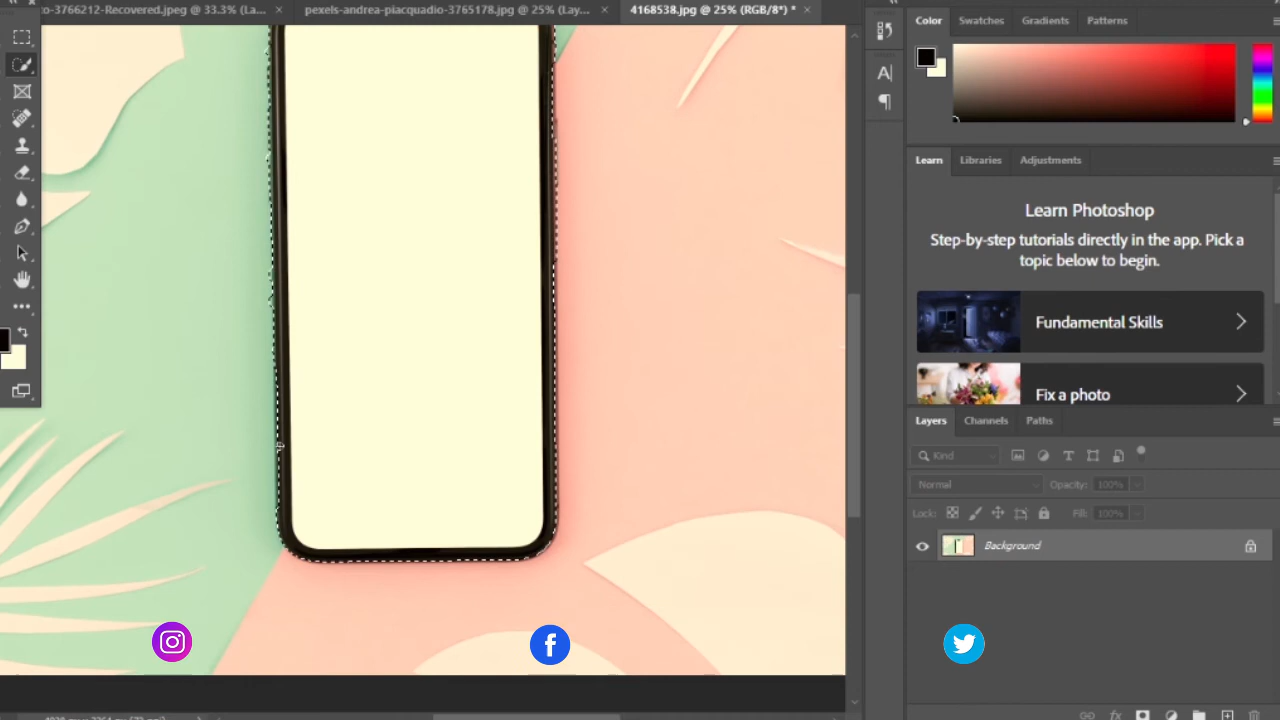 to-3766212-Recovered.jpeg @ 33.3% (La... ×
pexels-andrea-piacquadio-3765178.jpg @ 25% (Lay... ×
4168538.jpg @ 25% (RGB/8*) * ×
Color Swatches Gradients Patterns
Learn Libraries Adjustments
Learn Photoshop
Step-by-step tutorials directly in the app. Pick a
topic below to begin.
Fundamental Skills
Fix a photo
Layers Channels Paths
Kind
Normal Opacity: 100%
Lock: Fill: 100%
Background
fx